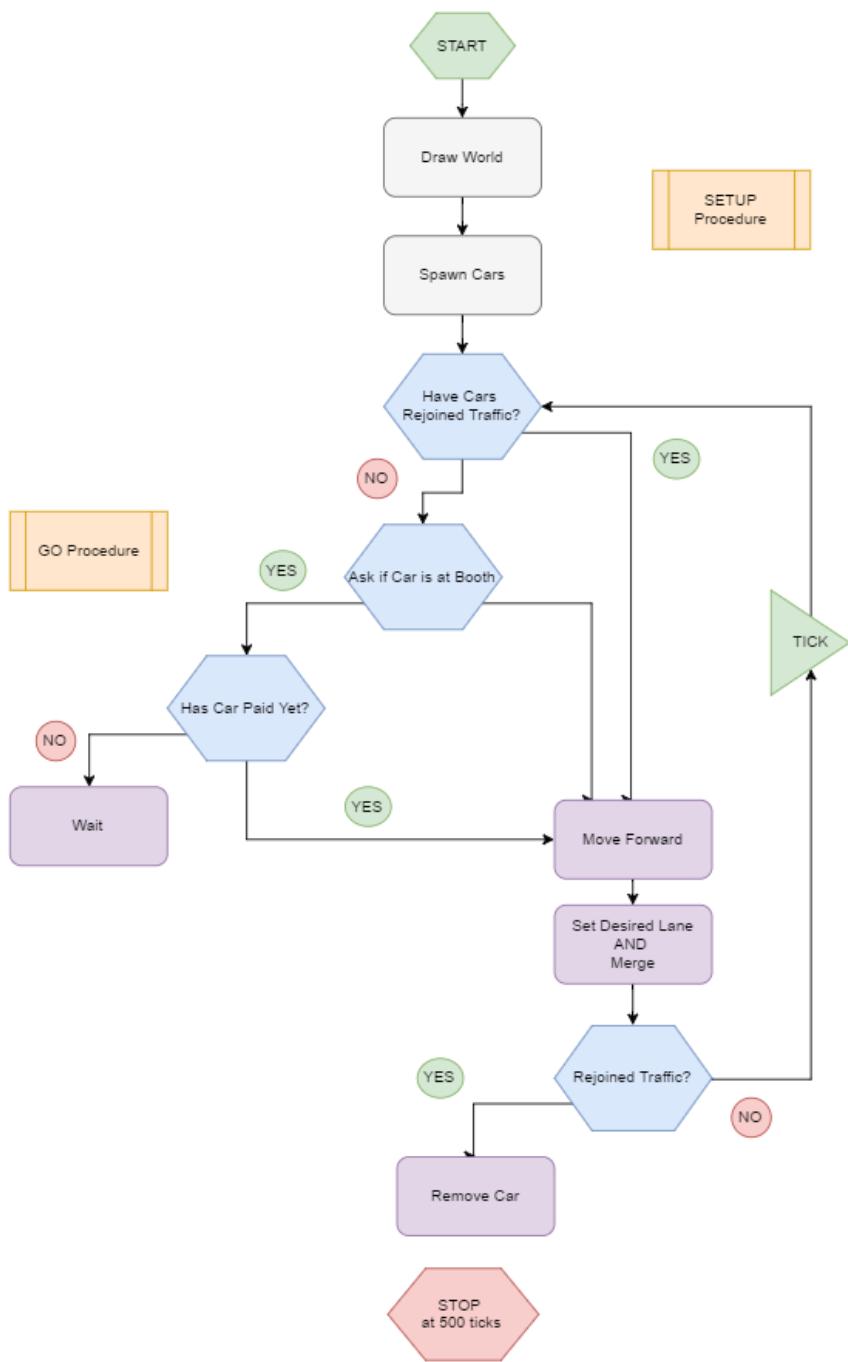 START
Draw World
SETUP
Procedure
Spawn Cars
Have Cars
Rejoined Traffic?
YES
NO
GO Procedure
YES
Ask if Car is at Booth
TICK
Has Car Paid Yet?
NO
Wait
YES
Move Forward
Set Desired Lane
AND
Merge
YES
Rejoined Traffic?
NO
Remove Car
STOP
at 500 ticks